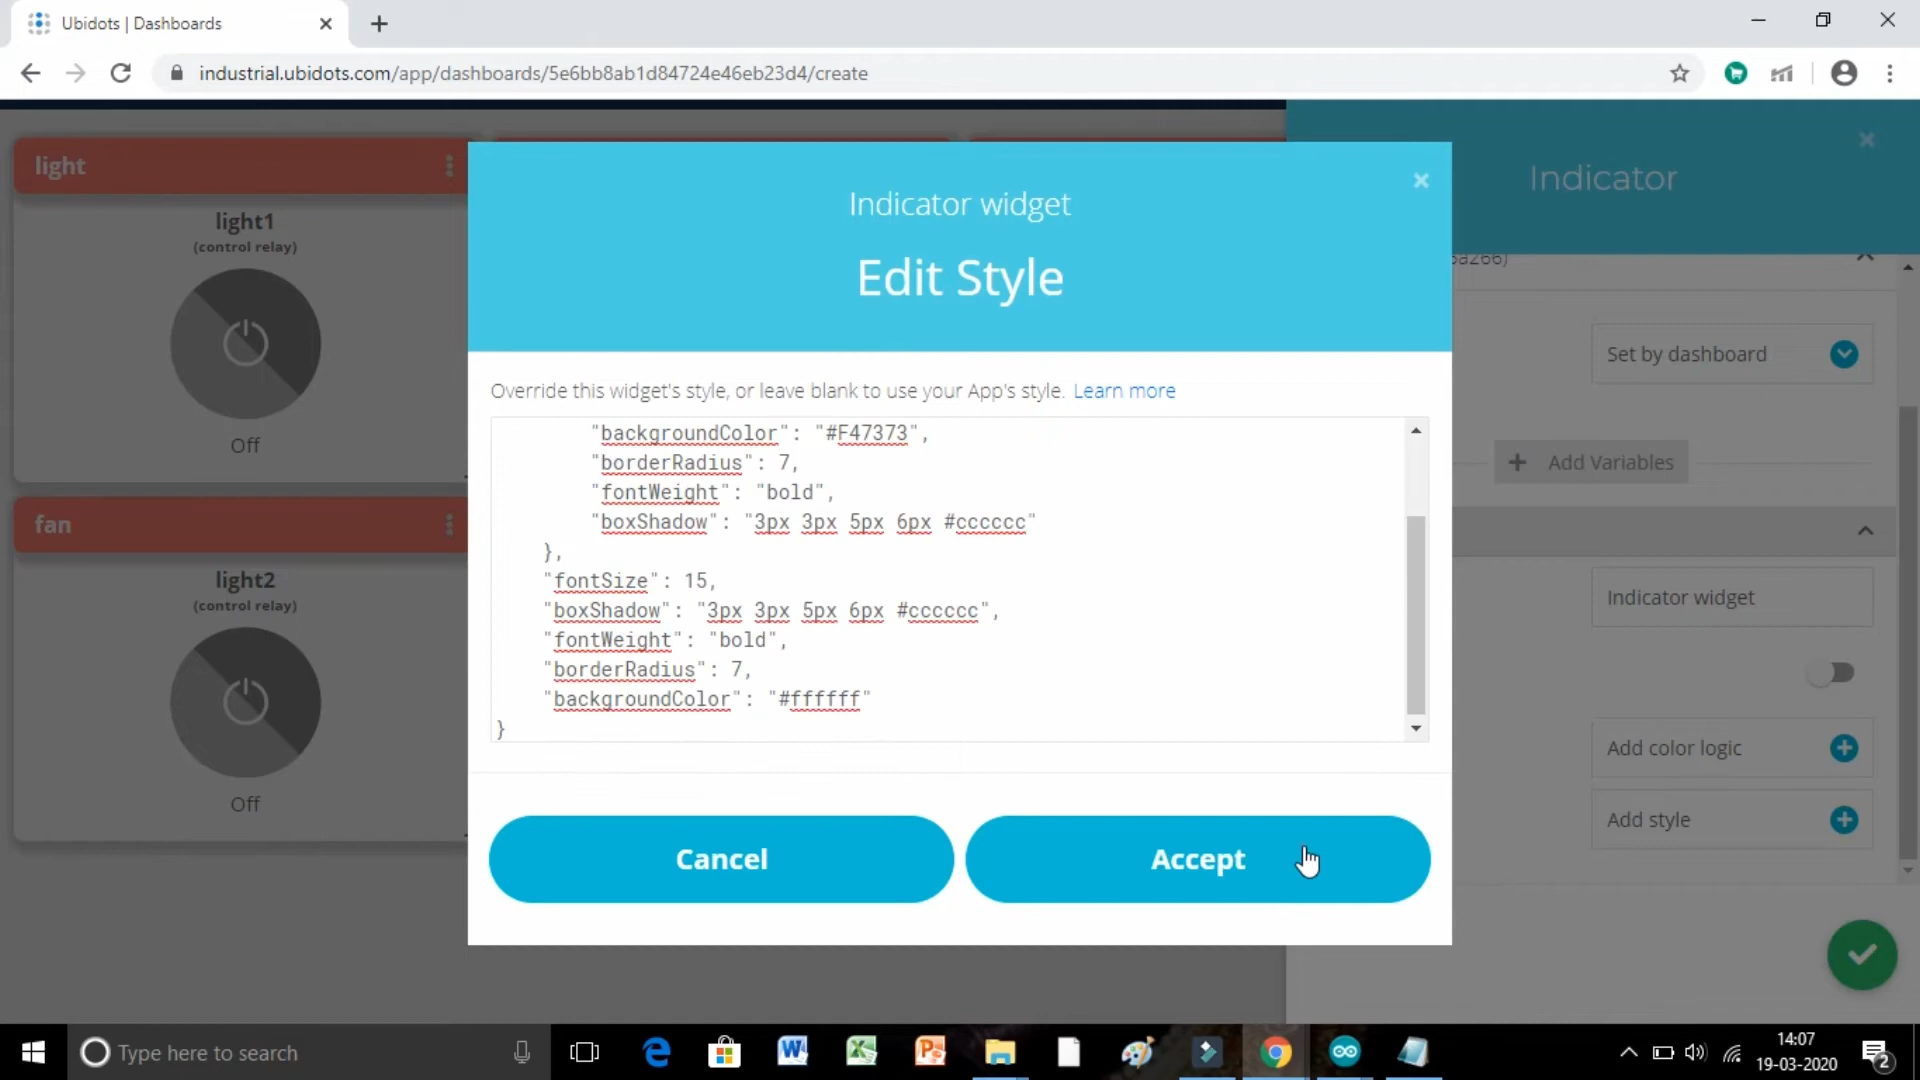 Ubidots | Dashboards
industrial.ubidots.com/app/dashboards/5e6bb8ab1d84724e46eb23d4/create
light
light1
(control relay)
Off
fan
light2
(control relay)
Off
Indicator widget
Edit Style
Override this widget's style, or leave blank to use your App's style. Learn more
"backgroundColor": "#F47373",
"borderRadius": 7,
"fontWeight": "bold",
"boxShadow": "3px 3px 5px 6px #cccccc"
},
"fontSize": 15,
"boxShadow": "3px 3px 5px 6px #cccccc",
"fontWeight": "bold",
"borderRadius": 7,
"backgroundColor": "#ffffff"
}
Cancel
Accept
Indicator
Set by dashboard
+ Add Variables
Indicator widget
Add color logic
Add style
Type here to search
14:07
19-03-2020
2